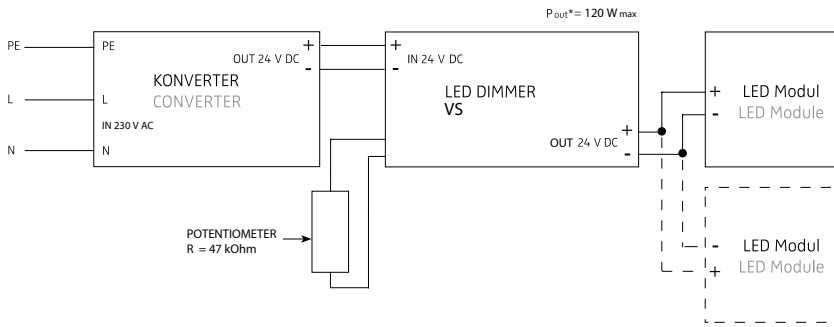 Pout*= 120 W max
PE
L
N
PE
OUT 24 V DC
+
-
KONVERTER
CONVERTER
L
IN 230 V AC
N
+
IN 24 V DC
-
LED DIMMER
VS
OUT 24 V DC
+
-
+
LED Modul
-
LED Module
POTENTIOMETER
R = 47 kOhm
-
LED Modul
+
LED Module